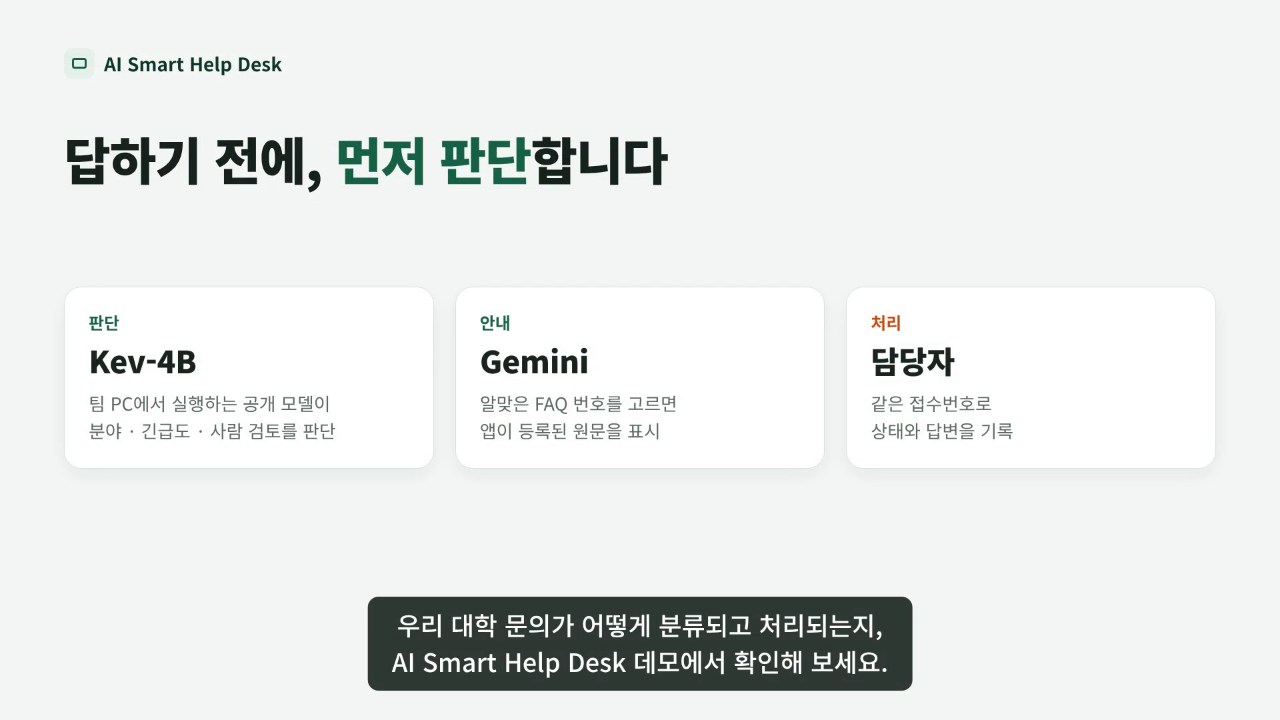 AI Smart Help Desk
답하기 전에, 먼저 판단합니다
판단
Kev-4B
팀 PC에서 실행하는 공개 모델이
분야 · 긴급도 · 사람 검토를 판단
안내
Gemini
알맞은 FAQ 번호를 고르면
앱이 등록된 원문을 표시
처리
담당자
같은 접수번호로
상태와 답변을 기록
우리 대학 문의가 어떻게 분류되고 처리되는지,
AI Smart Help Desk 데모에서 확인해 보세요.